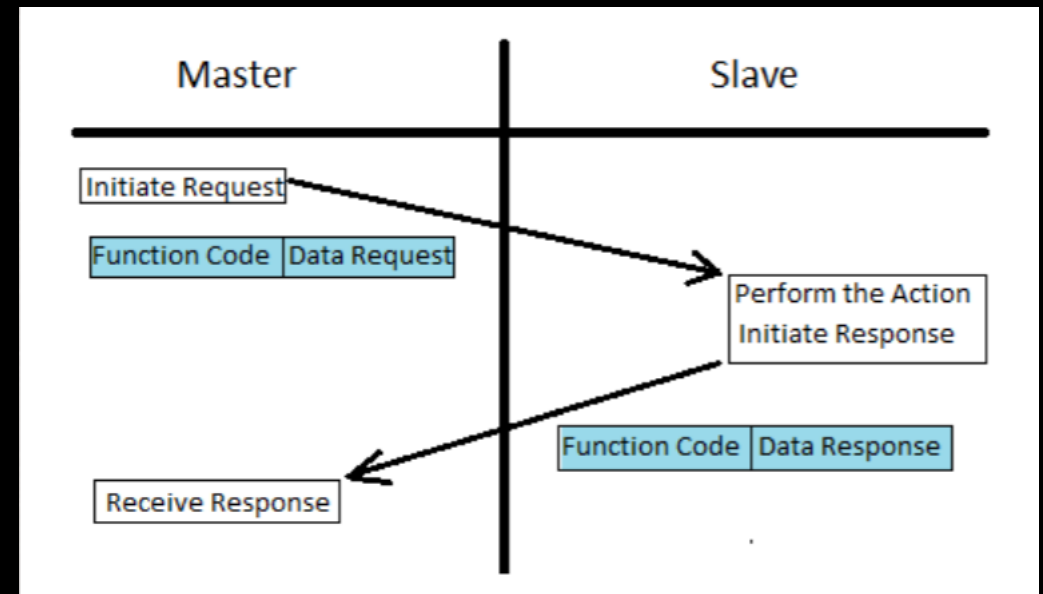 Master
Slave
Initiate Request
Function Code Data Request
Perform the Action
Initiate Response
Function Code Data Response
Receive Response